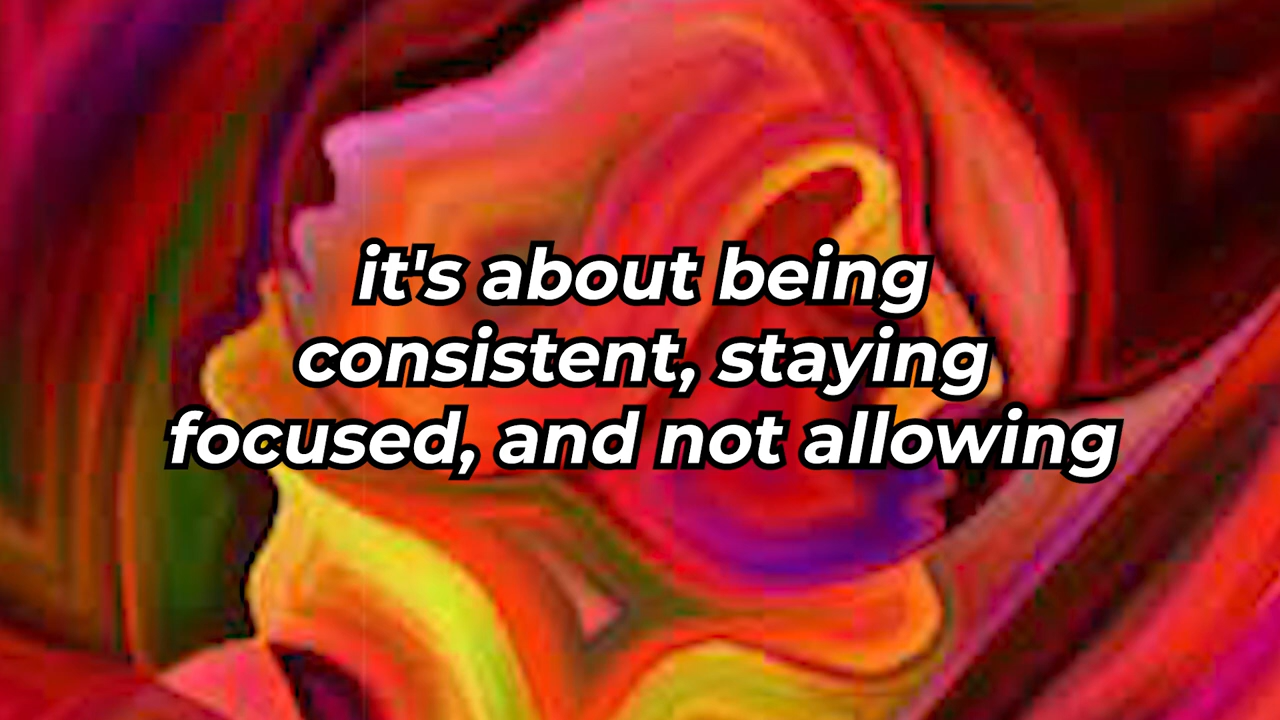 it's about being
consistent, staying
focused, and not allowing